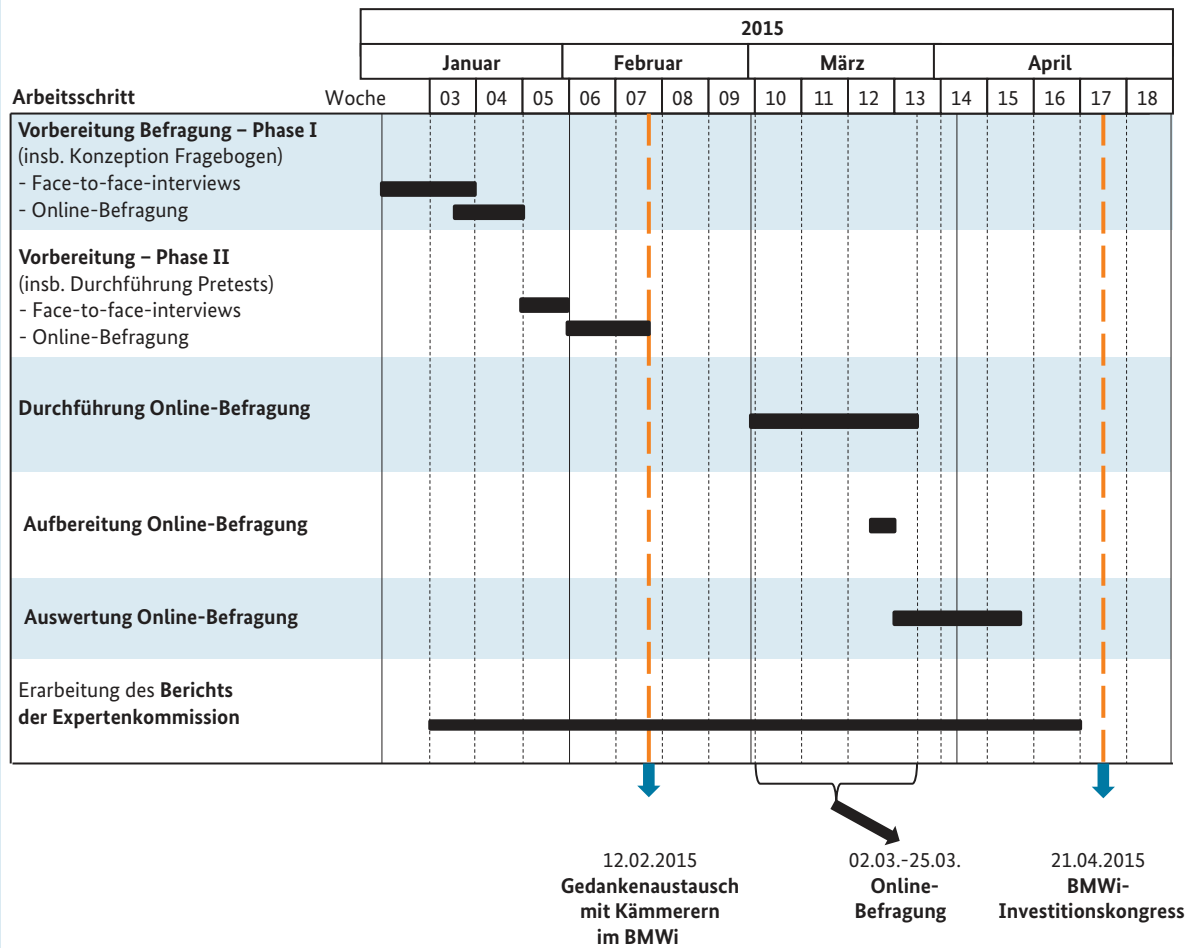 2015
Januar Februar März April
Arbeitsschritt Woche 03 04 05 06 07 08 09 10 11 12 13 14 15 16 17 18
Vorbereitung Befragung – Phase I
(insb. Konzeption Fragebogen)
- Face-to-face-interviews
- Online-Befragung
Vorbereitung – Phase II
(insb. Durchführung Pretests)
- Face-to-face-interviews
- Online-Befragung
Durchführung Online-Befragung
Aufbereitung Online-Befragung
Auswertung Online-Befragung
Erarbeitung des Berichts
der Expertenkommission
12.02.2015
Gedankenaustausch
mit Kämmerern
im BMWi
02.03.-25.03.
Online-
Befragung
21.04.2015
BMWi-
Investitionskongress